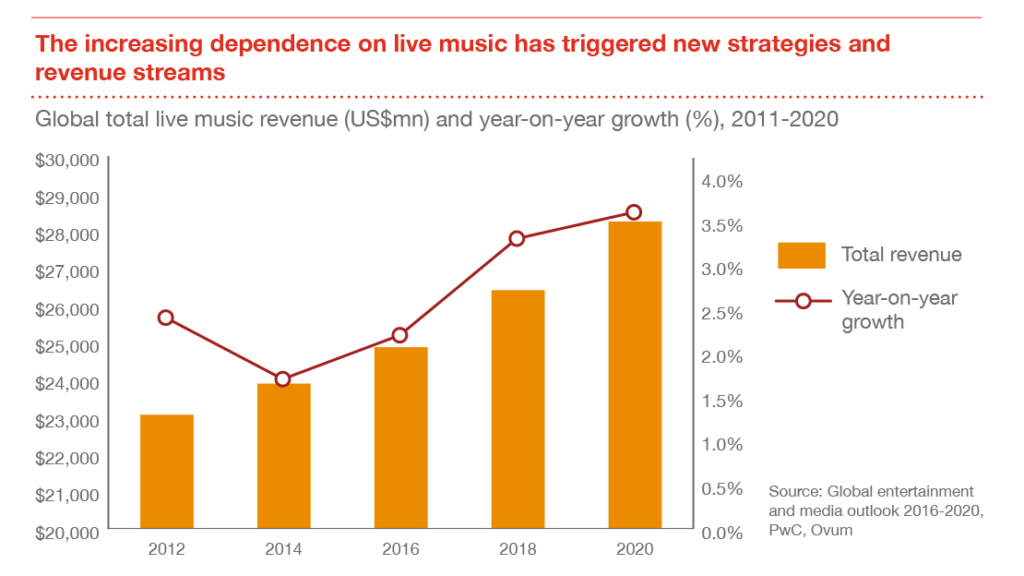 The increasing dependence on live music has triggered new strategies and
revenue streams
Global total live music revenue (US$mn) and year-on-year growth (%), 2011-2020
$30,000
$29,000
$28,000
$27,000
$26,000
$25,000
$24,000
$23,000
$22,000
$21,000
$20,000
4.0%
3.5%
3.0%
2.5%
2.0%
1.5%
1.0%
0.5%
0.0%
2012 2014 2016 2018 2020
Total revenue
Year-on-year
growth
Source: Global entertainment
and media outlook 2016-2020,
PwC, Ovum